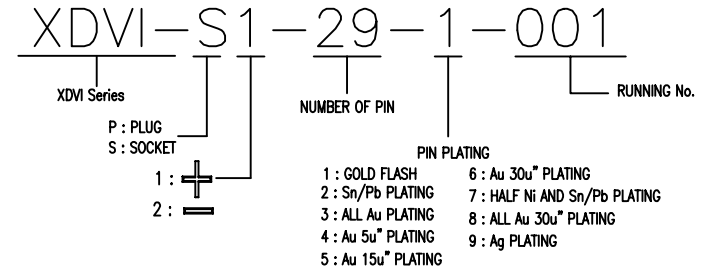 XDVI-S1-29-1-001
XDVI Series
RUNNING No.
NUMBER OF PIN
P : PLUG
S : SOCKET
1 :
2 :
PIN PLATING
1 : GOLD FLASH
2 : Sn/Pb PLATING
3 : ALL Au PLATING
4 : Au 5u" PLATING
5 : Au 15u" PLATING
6 : Au 30u" PLATING
7 : HALF Ni AND Sn/Pb PLATING
8 : ALL Au 30u" PLATING
9 : Ag PLATING